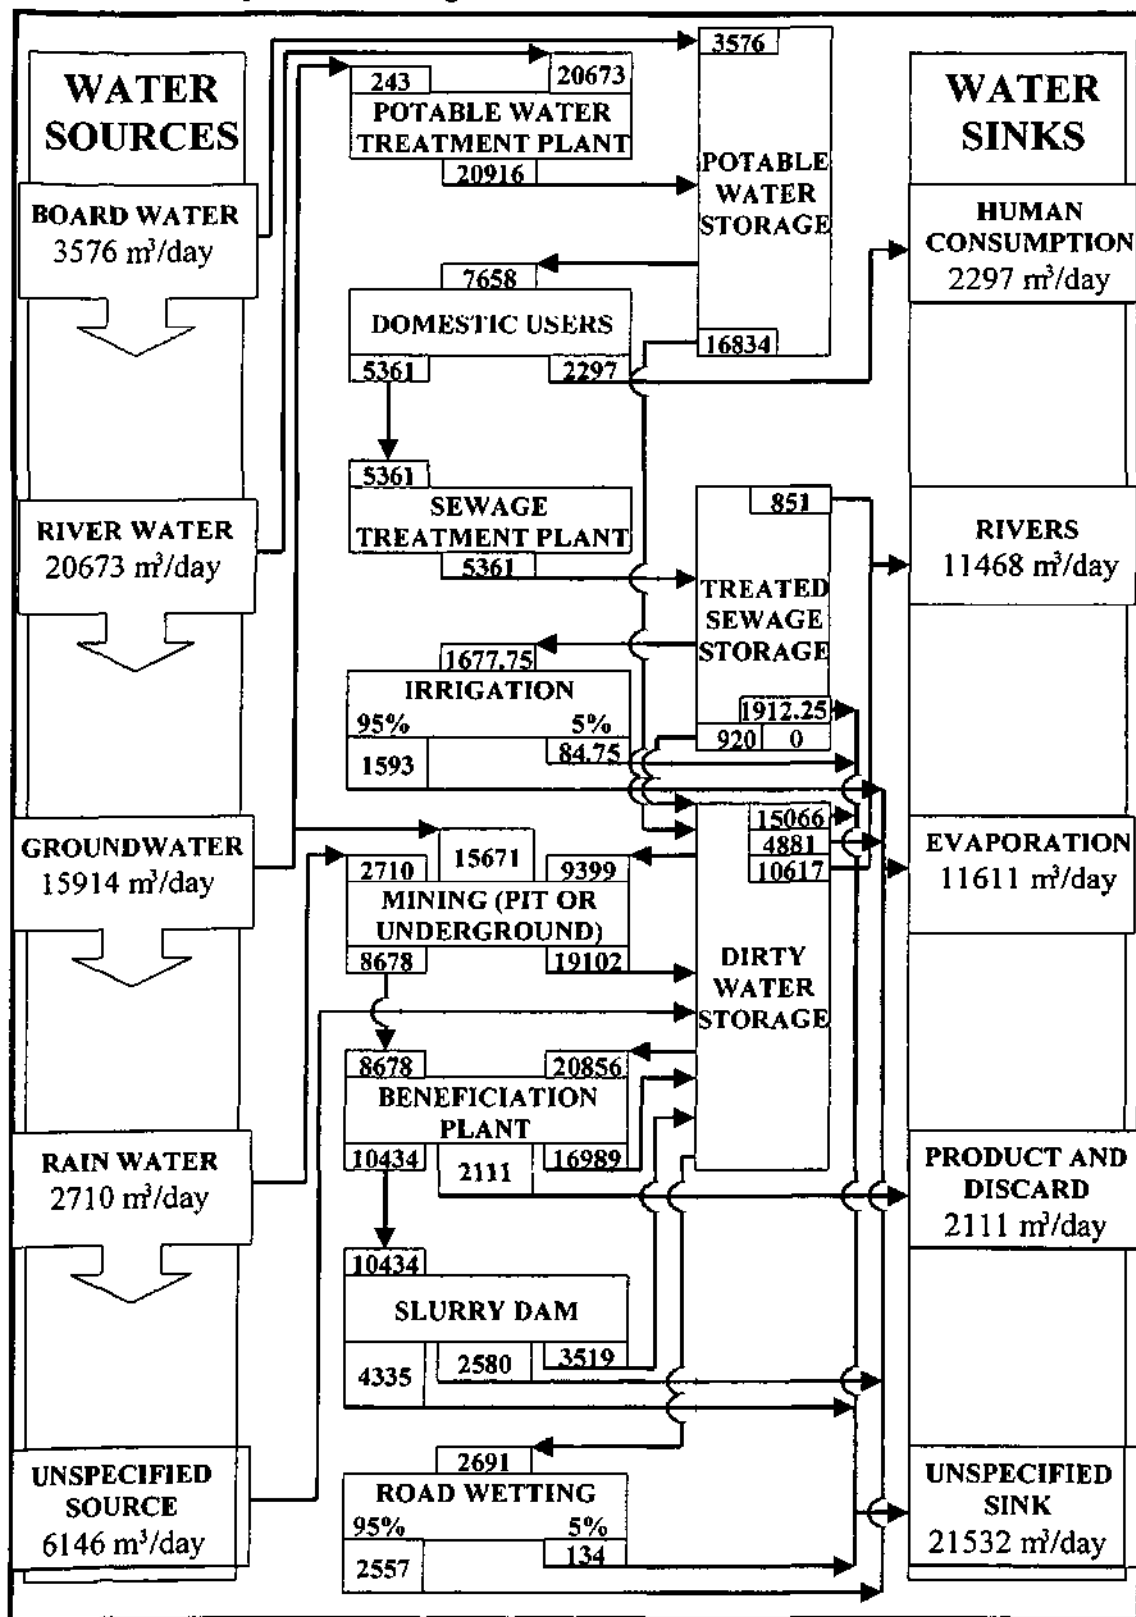 WATER
SOURCES
BOARD WATER
3576 m³/day
RIVER WATER
20673 m³/day
GROUNDWATER
15914 m³/day
RAIN WATER
2710 m³/day
UNSPECIFIED
SOURCE
6146 m³/day
243
20673
POTABLE WATER
TREATMENT PLANT
20916
7658
DOMESTIC USERS
5361
2297
5361
SEWAGE
TREATMENT PLANT
5361
1677.75
IRRIGATION
95% 5%
1593
84.75
2710
15671
9399
MINING (PIT OR
UNDERGROUND)
8678
19102
8678
20856
BENEFICIATION
PLANT
10434
2111
16989
10434
SLURRY DAM
4335
2580
3519
2691
ROAD WETTING
95% 5%
2557
134
3576
POTABLE
WATER
STORAGE
16834
851
TREATED
SEWAGE
STORAGE
1912.25
920
0
15066
4881
10617
DIRTY
WATER
STORAGE
WATER
SINKS
HUMAN
CONSUMPTION
2297 m³/day
RIVERS
11468 m³/day
EVAPORATION
11611 m³/day
PRODUCT AND
DISCARD
2111 m³/day
UNSPECIFIED
SINK
21532 m³/day